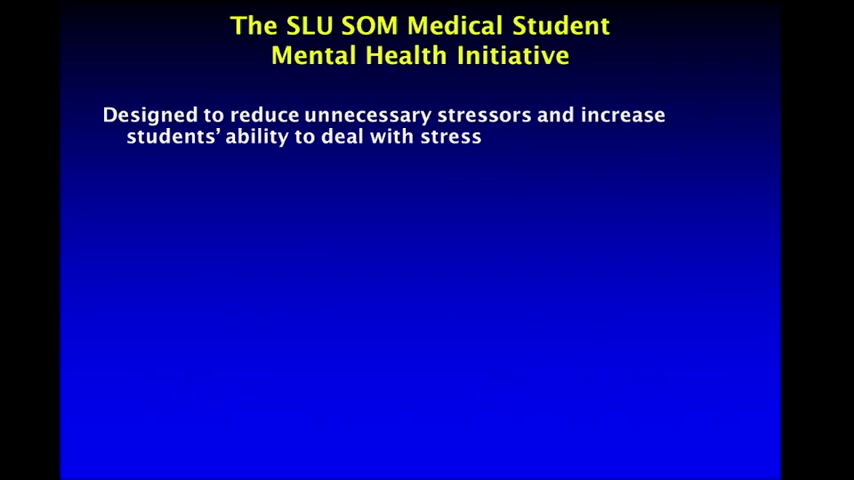 The SLU SOM Medical Student
Mental Health Initiative
Designed to reduce unnecessary stressors and increase
students’ ability to deal with stress